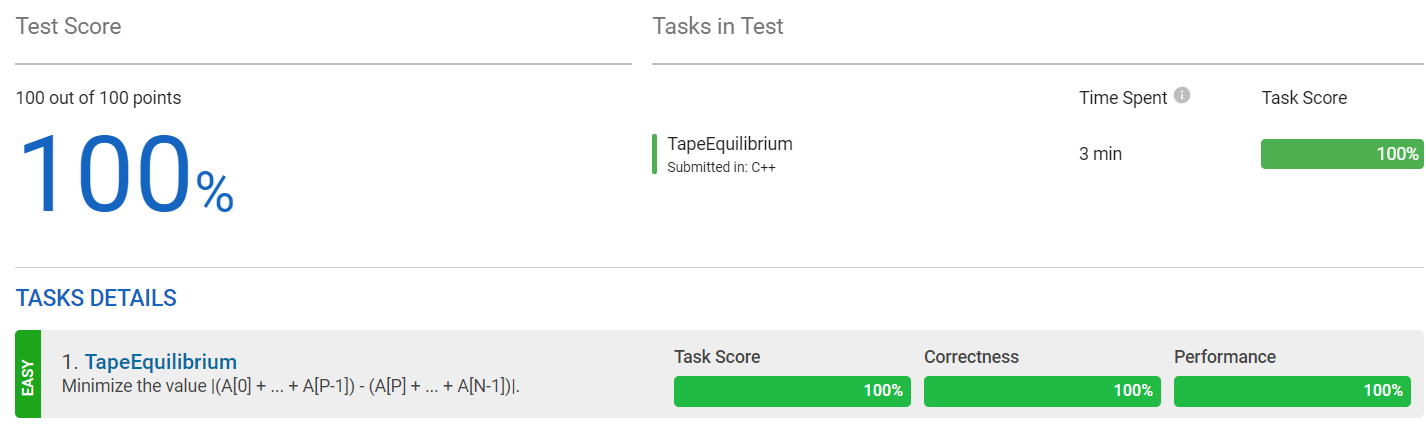 Test Score
Tasks in Test
100 out of 100 points
Time Spent
Task Score
100%
TapeEquilibrium
Submitted in: C++
3 min
100%
TASKS DETAILS
EASY
1. TapeEquilibrium
Minimize the value |(A[0] + ... + A[P-1]) - (A[P] + ... + A[N-1])|.
Task Score
Correctness
Performance
100%
100%
100%